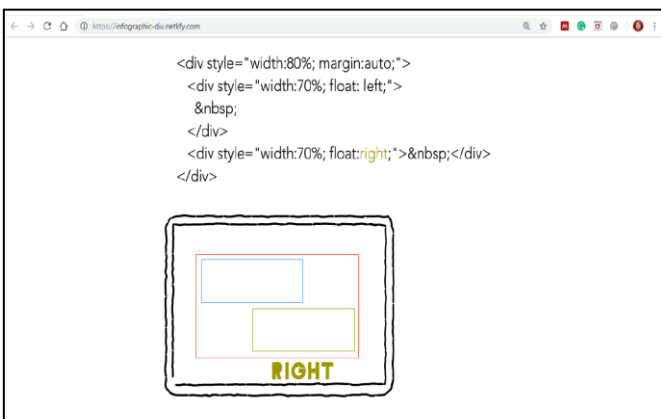 https://infographic-div.netlify.com
<div style="width:80%; margin:auto;">
<div style="width:70%; float: left;">
&nbsp;
</div>
<div style="width:70%; float:right;">&nbsp;</div>
</div>
RIGHT